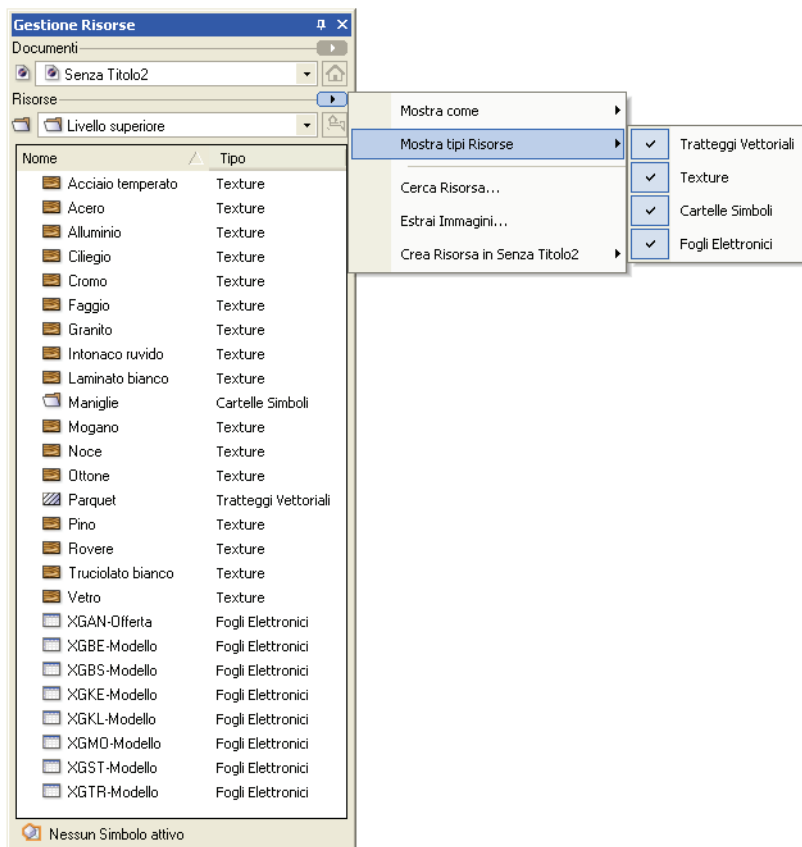 Gestione Risorse
Documenti
Senza Titolo2
Risorse
Livello superiore
Nome Tipo
Acciaio temperato Texture
Acero Texture
Alluminio Texture
Ciliegio Texture
Cromo Texture
Faggio Texture
Granito Texture
Intonaco ruvido Texture
Laminato bianco Texture
Maniglie Cartelle Simboli
Mogano Texture
Noce Texture
Ottone Texture
Parquet Tratteggi Vettoriali
Pino Texture
Rovere Texture
Truciolato bianco Texture
Vetro Texture
XGAN-Offerta Fogli Elettronici
XGBE-Modello Fogli Elettronici
XGBS-Modello Fogli Elettronici
XGKE-Modello Fogli Elettronici
XGKL-Modello Fogli Elettronici
XGMO-Modello Fogli Elettronici
XGST-Modello Fogli Elettronici
XGTR-Modello Fogli Elettronici
Nessun Simbolo attivo
Mostra come
Mostra tipi Risorse
Cerca Risorsa...
Estrai Immagini...
Crea Risorsa in Senza Titolo2
Tratteggi Vettoriali
Texture
Cartelle Simboli
Fogli Elettronici